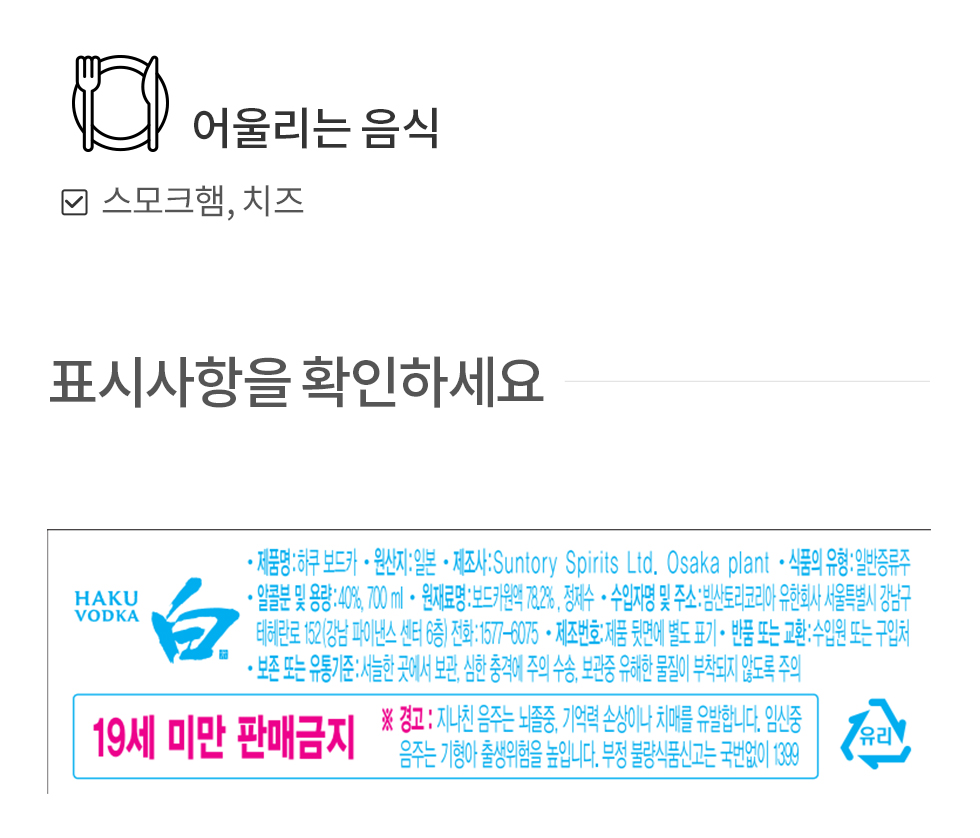 어울리는 음식
스모크햄, 치즈
표시사항을 확인하세요
HAKU
VODKA
白
• 제품명:하쿠 보드카 • 원산지:일본 • 제조사:Suntory Spirits Ltd. Osaka plant • 식품의 유형:일반증류주
• 알콜분 및 용량:40%, 700 ml • 원재료명:보드카원액 78.2%, 정제수 • 수입자명 및 주소:빔산토리코리아 유한회사 서울특별시 강남구
테헤란로 152(강남 파이낸스 센터 6층) 전화:1577-6075 • 제조번호:제품 뒷면에 별도 표기 • 반품 또는 교환:수입원 또는 구입처
• 보존 또는 유통기준:서늘한 곳에서 보관, 심한 충격에 주의 수송, 보관중 유해한 물질이 부착되지 않도록 주의
19세 미만 판매금지
※ 경고 : 지나친 음주는 뇌졸중, 기억력 손상이나 치매를 유발합니다. 임신중
음주는 기형아 출생위험을 높입니다. 부정 불량식품신고는 국번없이 1399
유리